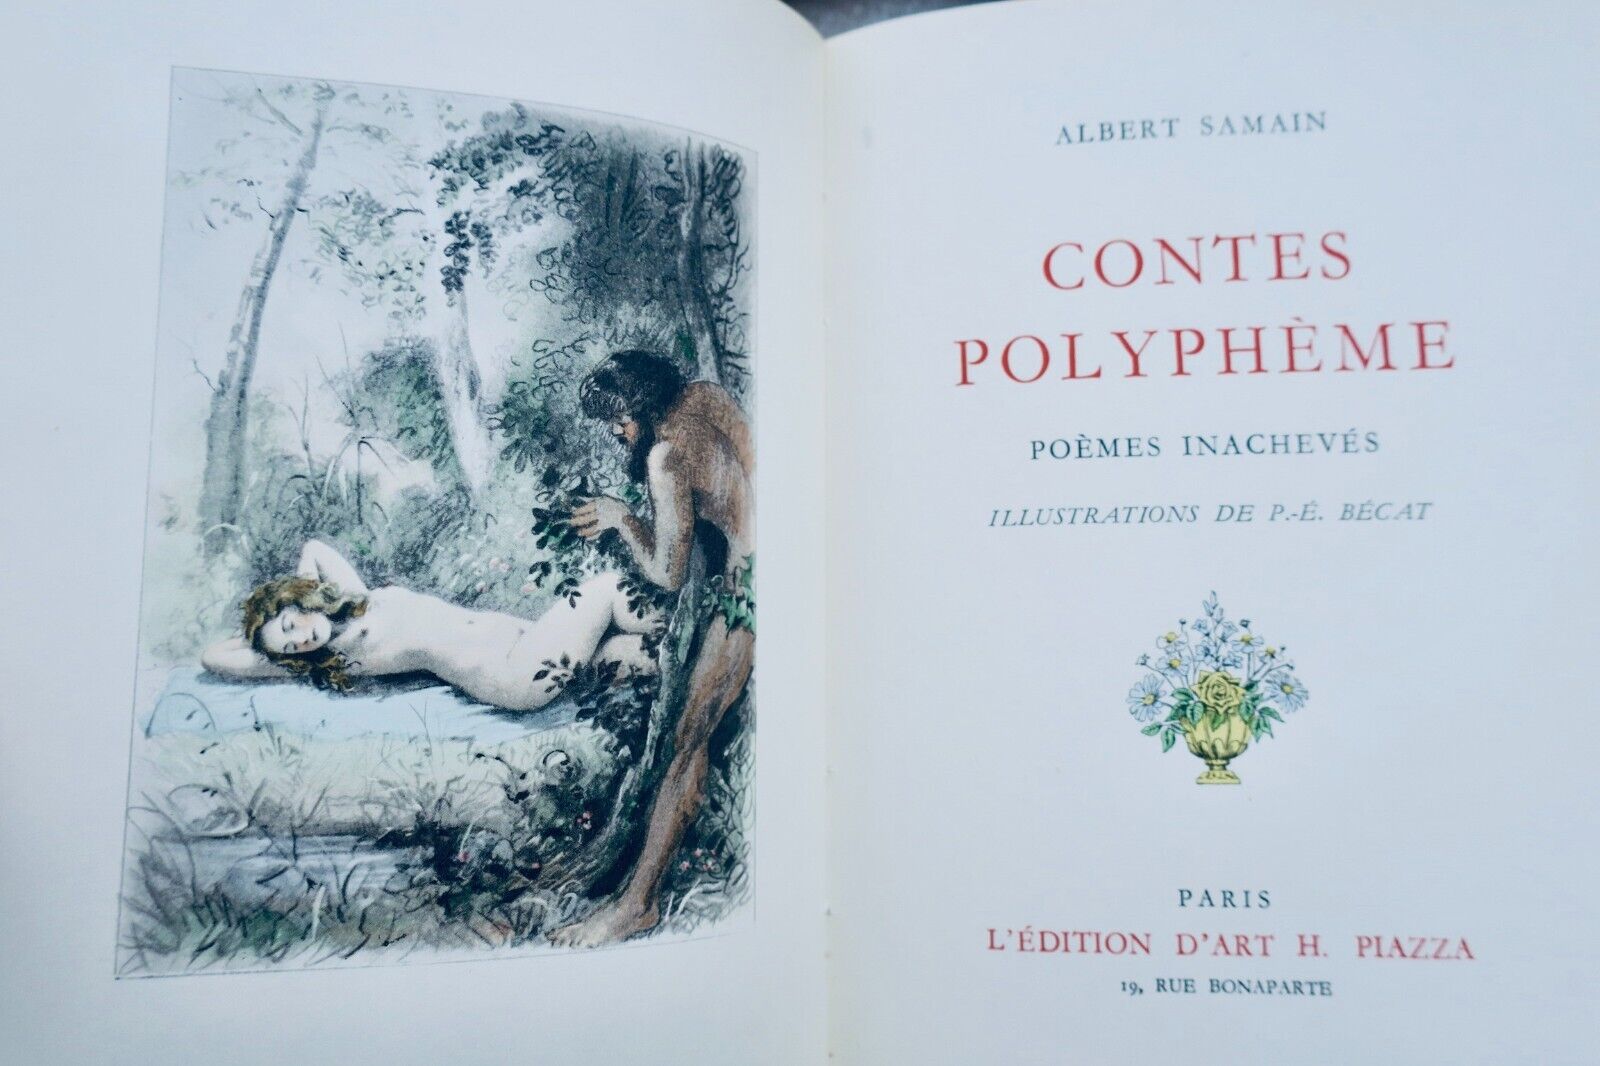 ALBERT SAMAIN
CONTES
POLYPHÈME
POÈMES INACHEVÉS
ILLUSTRATIONS DE P.-É. BÉCAT
PARIS
L'ÉDITION D'ART H. PIAZZA
19, RUE BONAPARTE